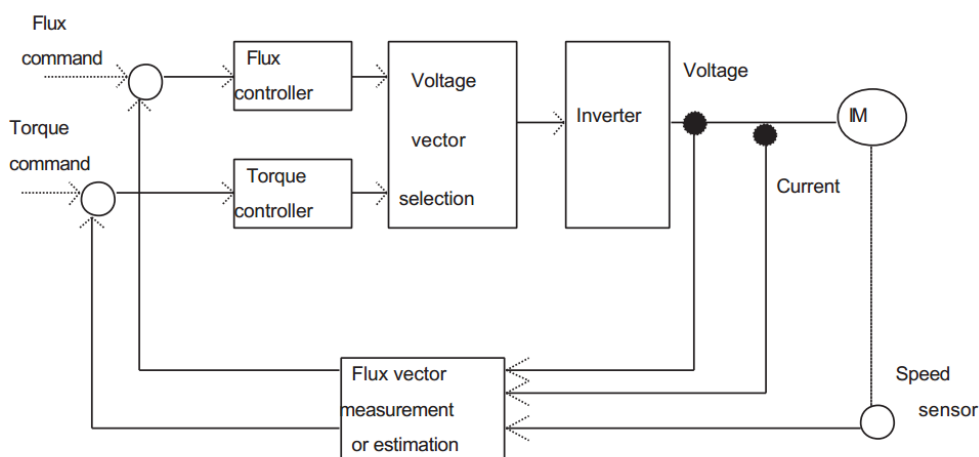 Flux
command
Torque
command
Flux
controller
Torque
controller
Voltage
vector
selection
Inverter
Voltage
IM
Current
Flux vector
measurement
or estimation
Speed
sensor